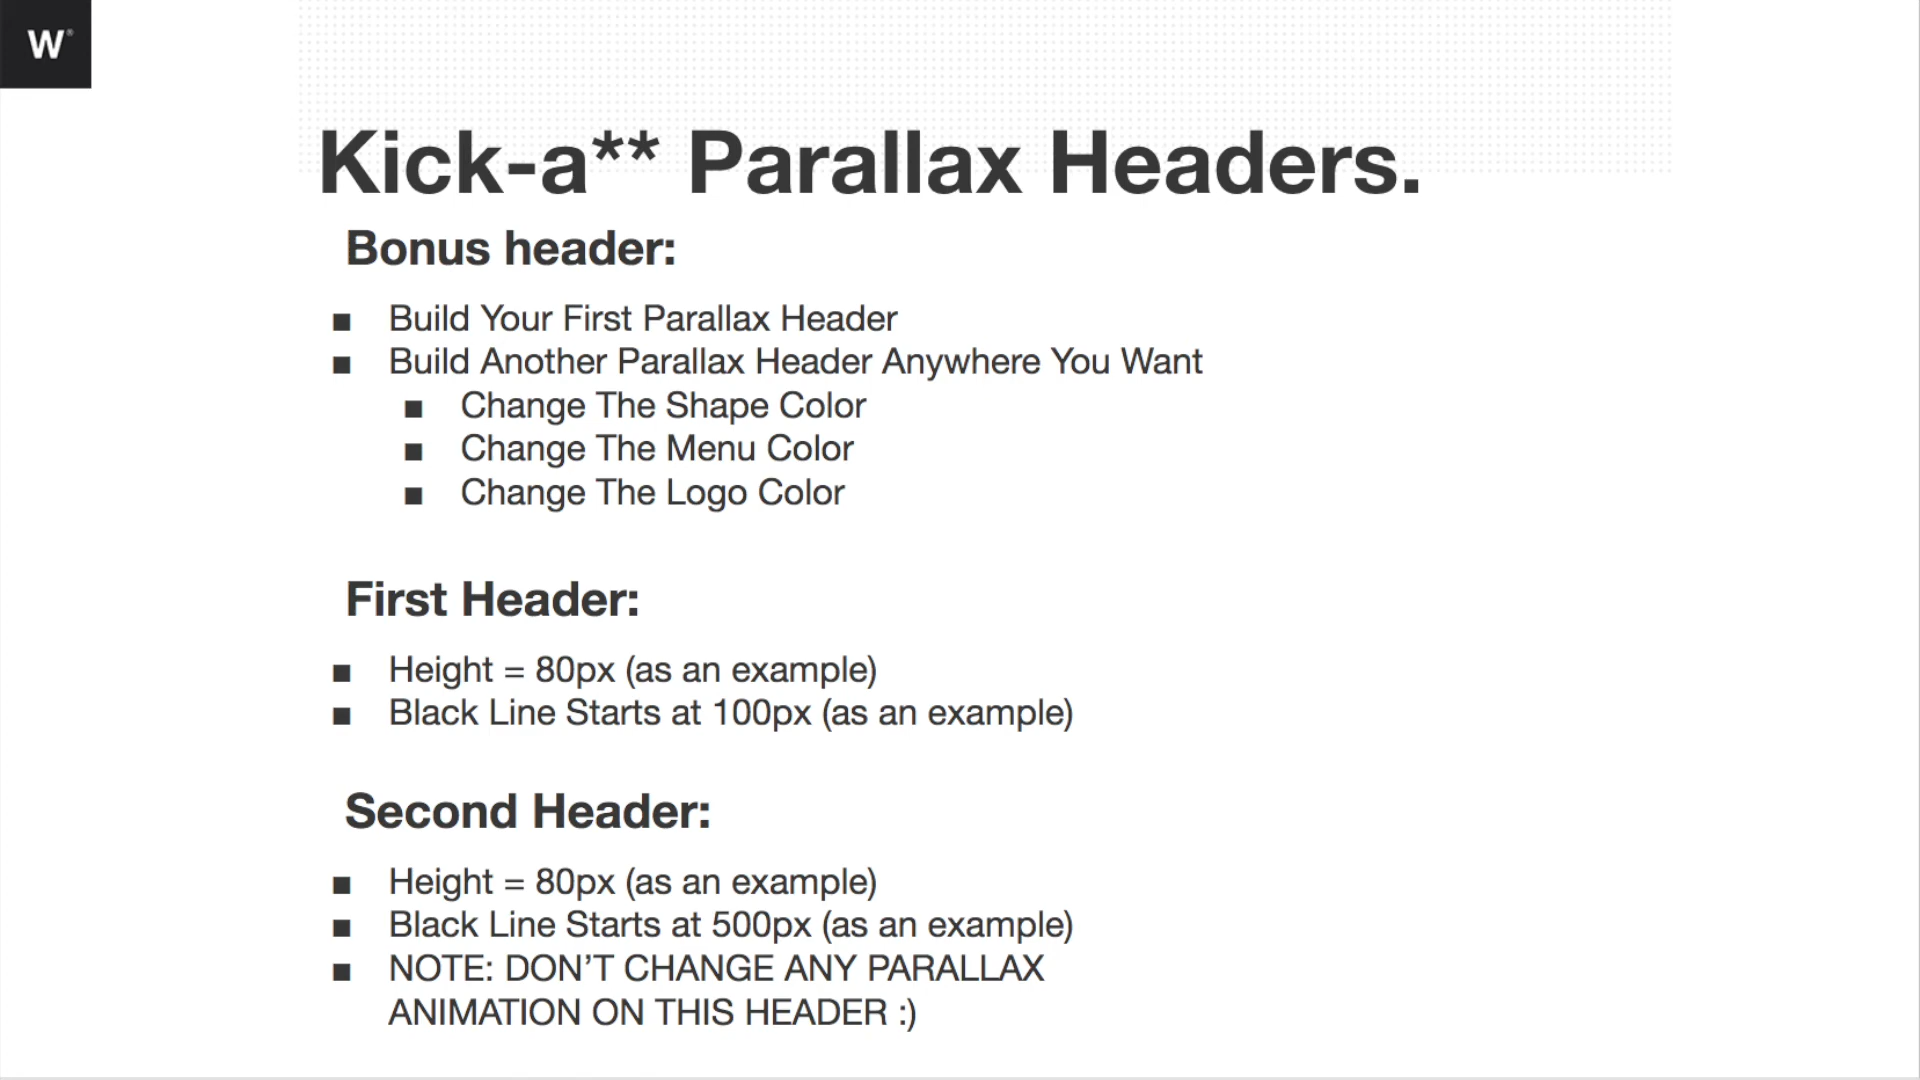 W®
Kick-a** Parallax Headers.
Bonus header:
■ Build Your First Parallax Header
■ Build Another Parallax Header Anywhere You Want
■ Change The Shape Color
■ Change The Menu Color
■ Change The Logo Color
First Header:
■ Height = 80px (as an example)
■ Black Line Starts at 100px (as an example)
Second Header:
■ Height = 80px (as an example)
■ Black Line Starts at 500px (as an example)
■ NOTE: DON’T CHANGE ANY PARALLAX
ANIMATION ON THIS HEADER :)